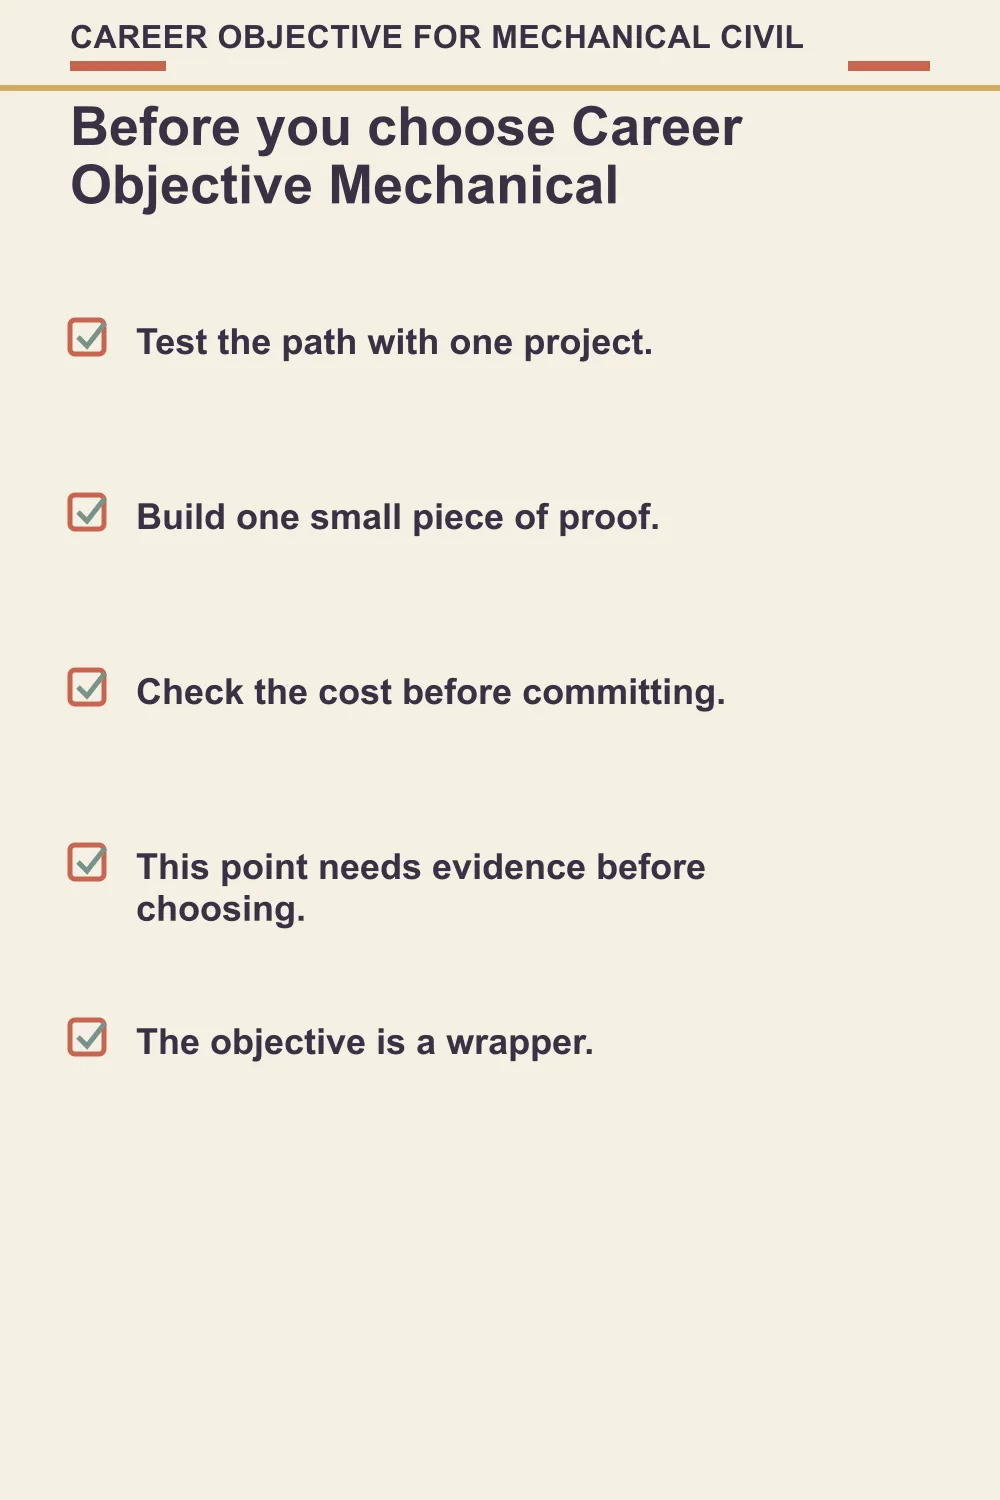 CAREER OBJECTIVE FOR MECHANICAL CIVIL
Before you choose Career
Objective Mechanical
Test the path with one project.
Build one small piece of proof.
Check the cost before committing.
This point needs evidence before
choosing.
The objective is a wrapper.